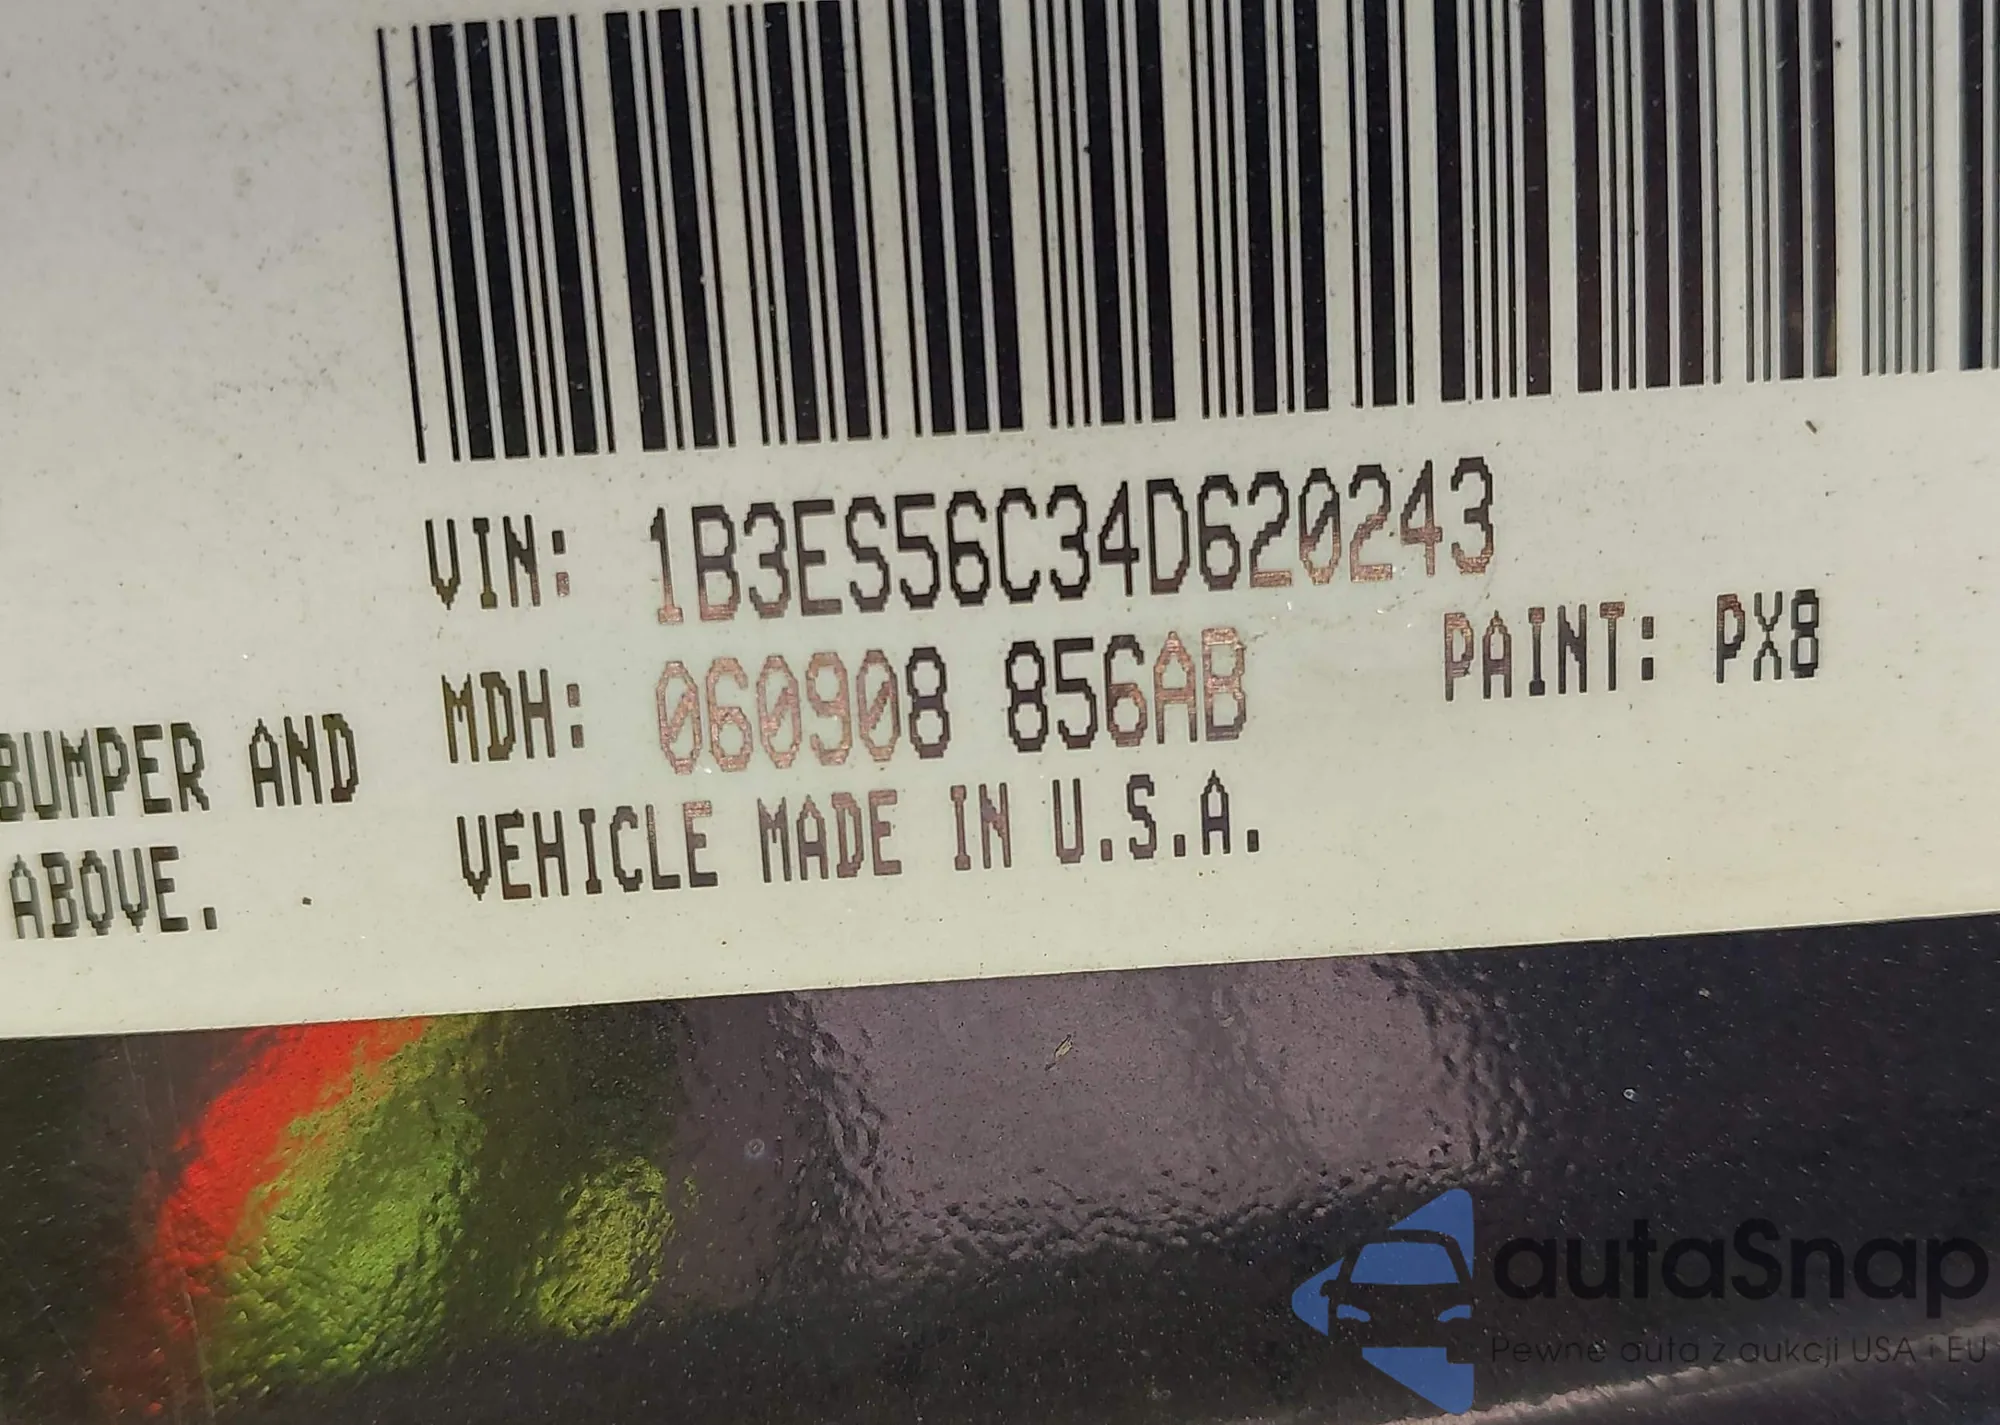 VIN: 1B3ES56C34D620243
MDH: 060908 856AB PAINT: PX8
BUMPER AND
VEHICLE MADE IN U.S.A.
ABOVE.
autaSnap
Pewne auta z aukcji USA i EU